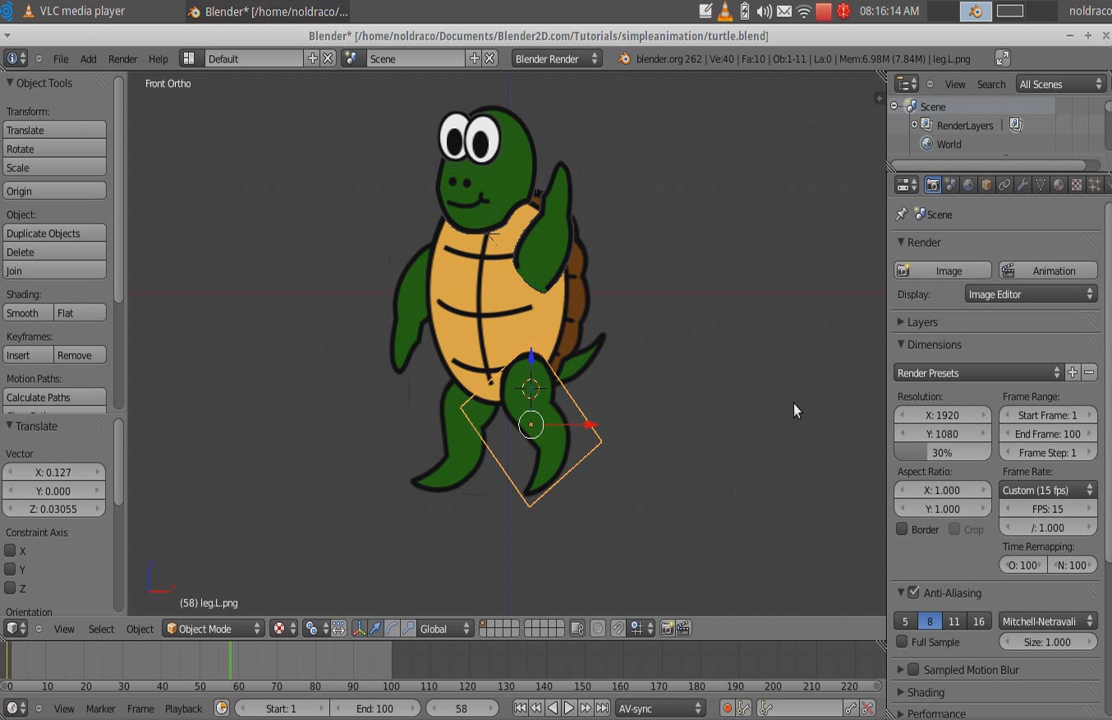 VLC media player
Blender* [/home/noldraco/...
08:16:14 AM
noldraco
Blender* [/home/noldraco/Documents/Blender2D.com/Tutorials/simpleanimation/turtle.blend]
File Add Render Help
Default
Scene
Blender Render
blender.org 262 | Ve:40 | Fa:10 | Ob:1-11 | La:0 | Mem:6.98M (7.84M) | leg.L.png
Object Tools
Transform:
Translate
Rotate
Scale
Origin
Object:
Duplicate Objects
Delete
Join
Shading:
Smooth Flat
Keyframes:
Insert Remove
Motion Paths:
Calculate Paths
Translate
Vector
X: 0.127
Y: 0.000
Z: 0.03055
Constraint Axis
X
Y
Z
Orientation
Front Ortho
(58) leg.L.png
View Select Object Object Mode Global
View Search All Scenes
Scene
RenderLayers
World
Scene
Render
Image Animation
Display: Image Editor
Layers
Dimensions
Render Presets
Resolution: Frame Range:
X: 1920 Start Frame: 1
Y: 1080 End Frame: 100
30% Frame Step: 1
Aspect Ratio: Frame Rate:
X: 1.000 Custom (15 fps)
Y: 1.000 FPS: 15
Border Crop /: 1.000
Time Remapping:
O: 100 N: 100
Anti-Aliasing
5 8 11 16 Mitchell-Netravali
Full Sample Size: 1.000
Sampled Motion Blur
Shading
Performance
0 10 20 30 40 50 60 70 80 90 100 110 120 130 140 150 160 170 180 190 200 210 220
View Marker Frame Playback Start: 1 End: 100 58 AV-sync